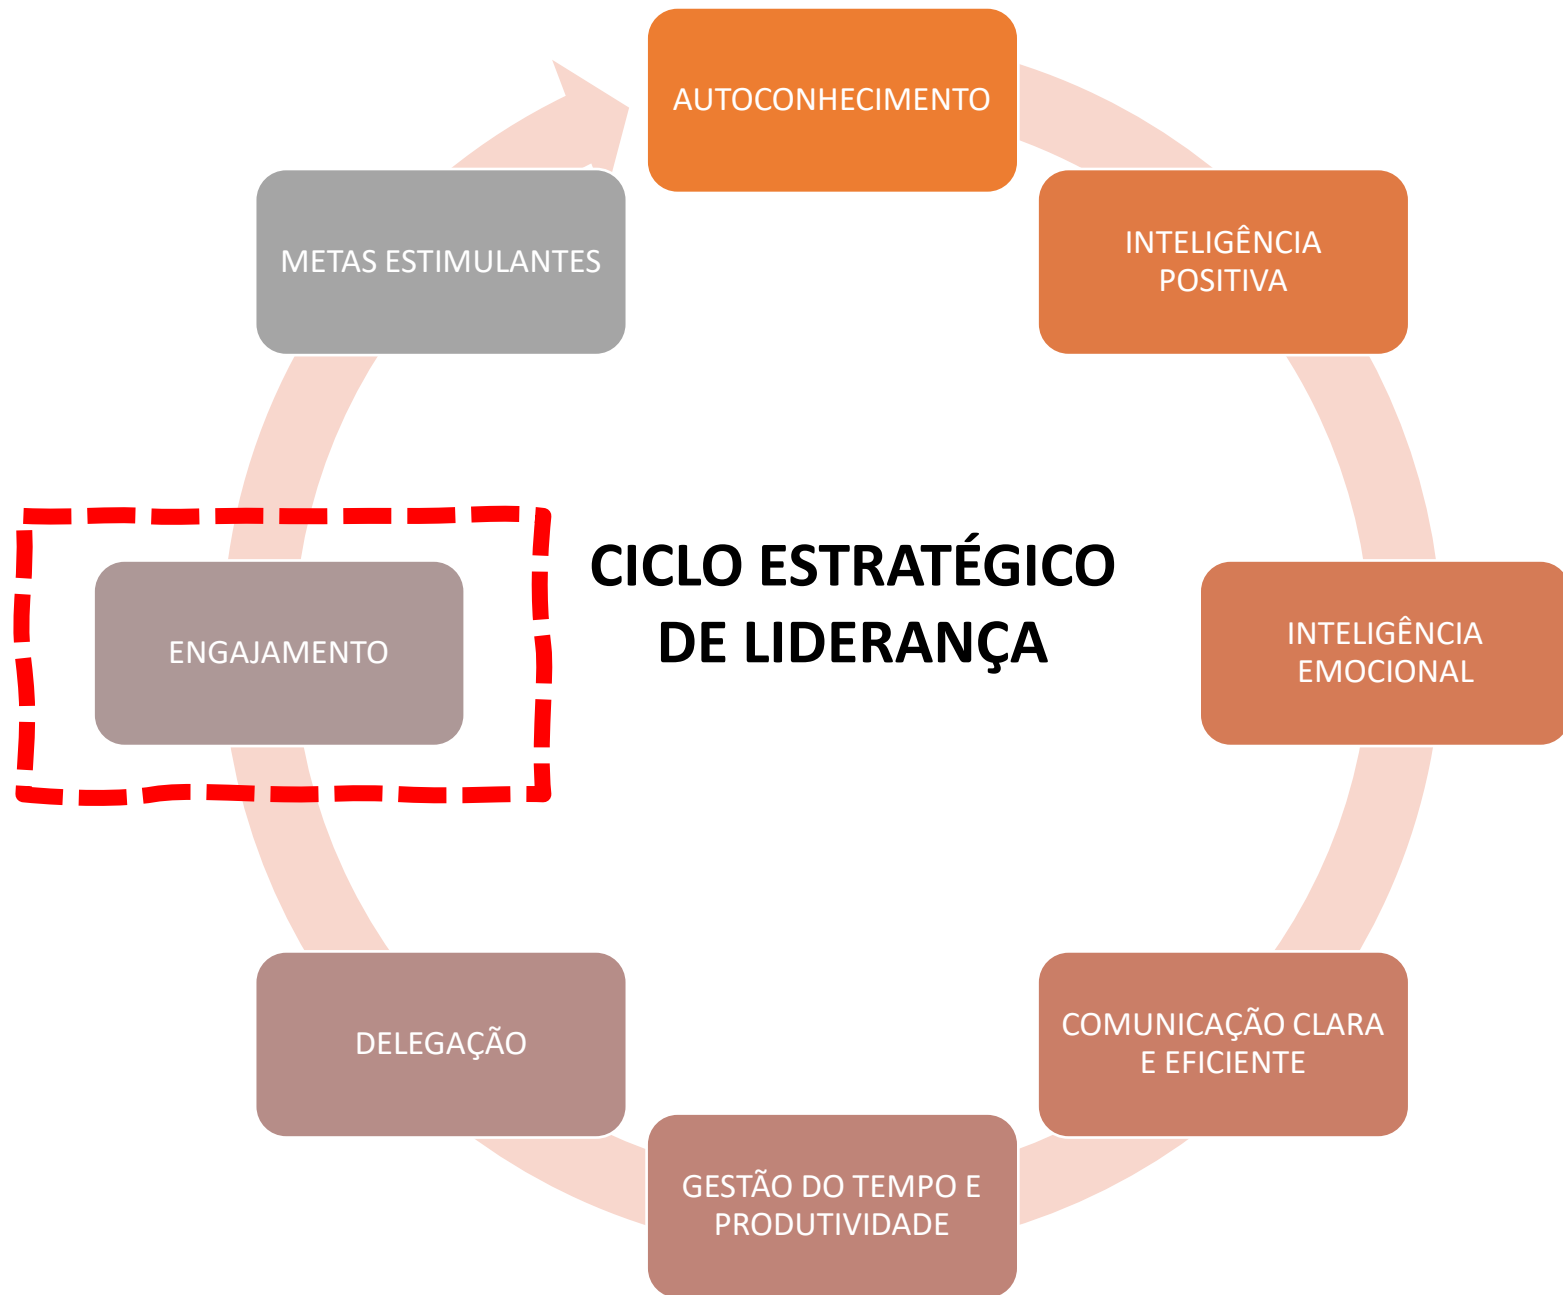 AUTOCONHECIMENTO
INTELIGÊNCIA
POSITIVA
INTELIGÊNCIA
EMOCIONAL
COMUNICAÇÃO CLARA
E EFICIENTE
GESTÃO DO TEMPO E
PRODUTIVIDADE
DELEGAÇÃO
ENGAJAMENTO
METAS ESTIMULANTES
CICLO ESTRATÉGICO
DE LIDERANÇA